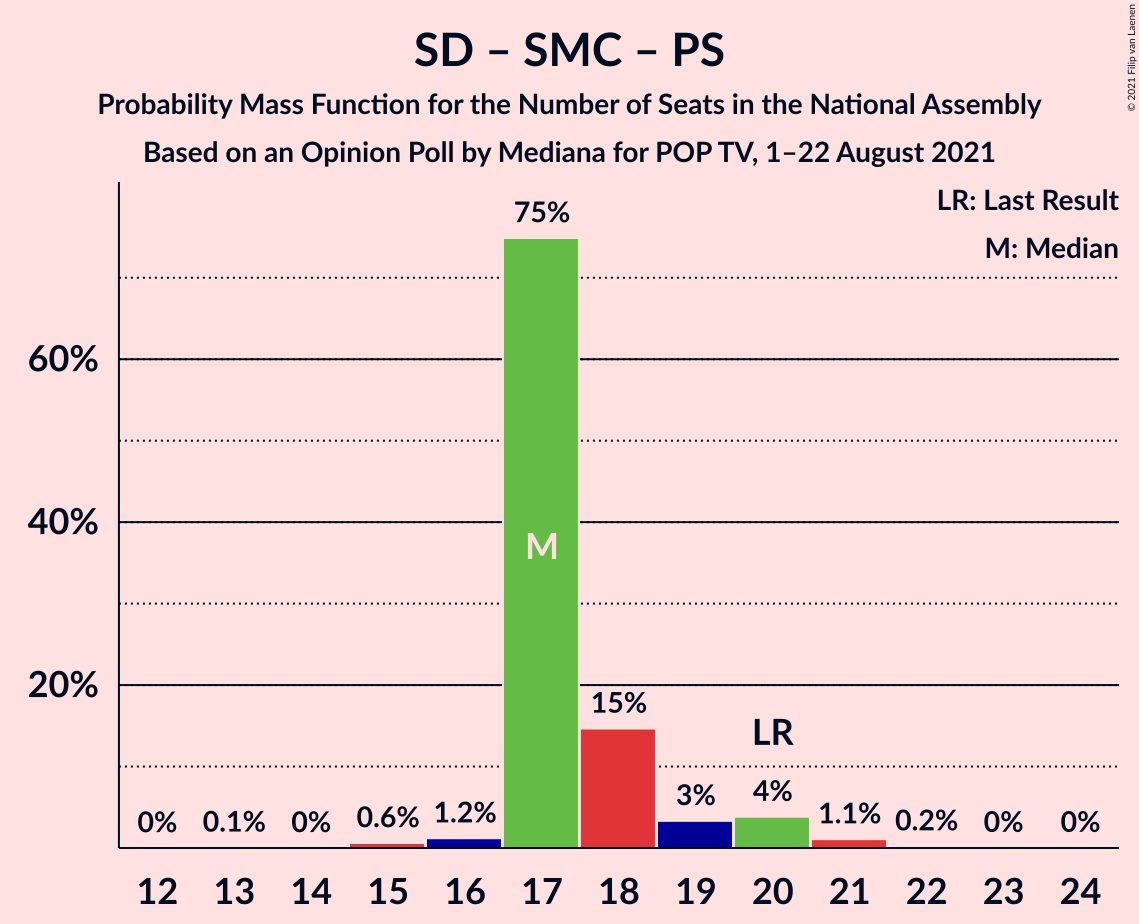 SD – SMC – PS
Probability Mass Function for the Number of Seats in the National Assembly
Based on an Opinion Poll by Mediana for POP TV, 1–22 August 2021
© 2021 Filip van Laenen
LR: Last Result
M: Median
75%
60%
40%
M
20%
15%
LR
0% 0.1% 0% 0.6% 1.2% 3% 4% 1.1% 0.2% 0% 0%
12 13 14 15 16 17 18 19 20 21 22 23 24